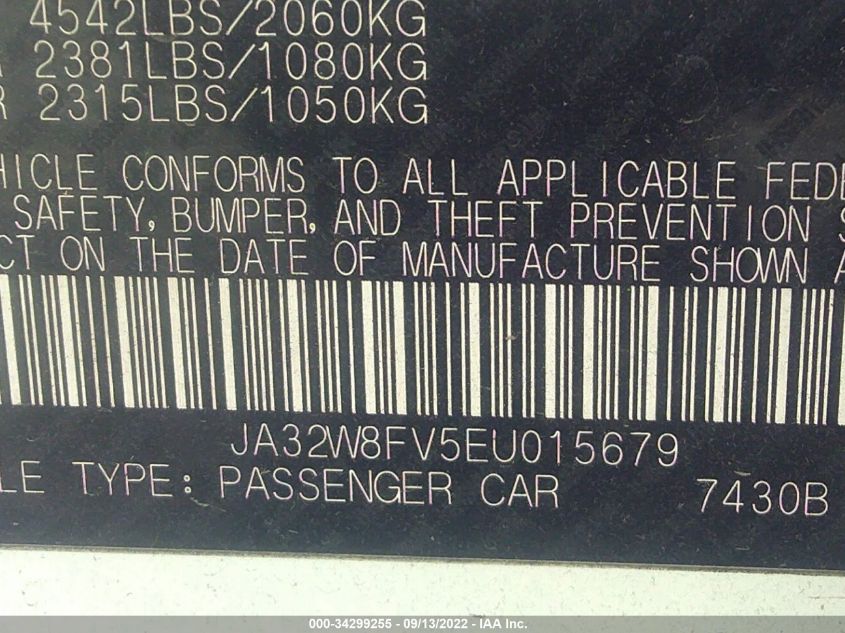 4542LBS/2060KG
2381LBS/1080KG
R 2315LBS/1050KG
HICLE CONFORMS TO ALL APPLICABLE FEDE
SAFETY, BUMPER, AND THEFT PREVENTION S
CT ON THE DATE OF MANUFACTURE SHOWN A
JA32W8FV5EU015679
LE TYPE: PASSENGER CAR 7430B
000-34299255 - 09/13/2022 - IAA Inc.